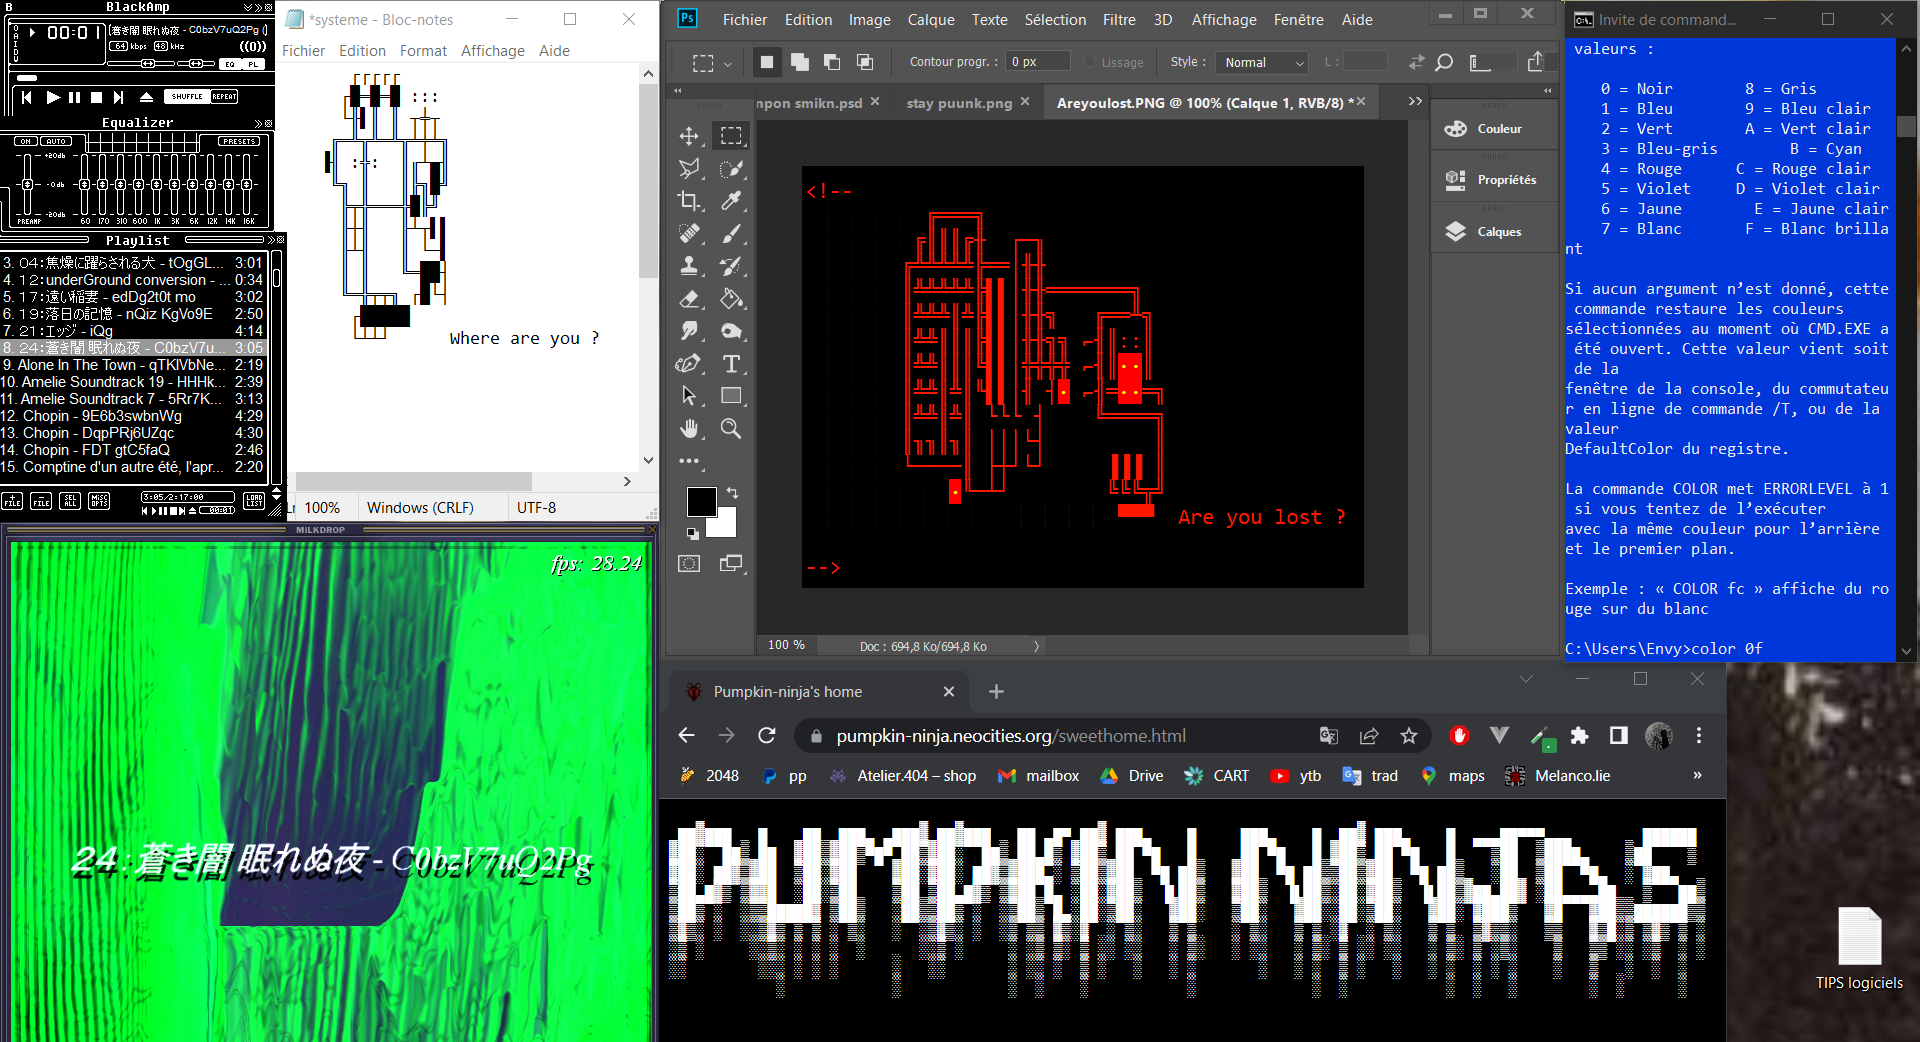 B BlackAmp
OAIDU
00:01
(蒼き闇 眠れぬ夜 - C0bzV7uQ2Pg (
64 kbps 48 kHz
EQ PL
SHUFFLE REPEAT
Equalizer
ON AUTO PRESETS
+20db
-0db
-20db
PREAMP 60 170 310 600 1K 3K 6K 12K 14K 16K
Playlist
3. 04:焦燥に躍らされる犬 - tOgGL... 3:01
4. 12:underGround conversion - ... 0:34
5. 17:遠い稲妻 - edDg2t0t mo 3:02
6. 19:落日の記憶 - nQiz KgVo9E 2:50
7. 21:エッジ - iQg 4:14
8. 24:蒼き闇 眠れぬ夜 - C0bzV7u... 3:05
9. Alone In The Town - qTKlVbNe... 2:19
10. Amelie Soundtrack 19 - HHHk... 2:39
11. Amelie Soundtrack 7 - 5Rr7K... 3:13
12. Chopin - 9E6b3swbnWg 4:29
13. Chopin - DqpPRj6UZqc 4:30
14. Chopin - FDT gtC5faQ 2:46
15. Comptine d'un autre été, l'apr... 2:20
+ FILE - FILE SEL ALL MISC OPTS 3:05/2:17:00 00:01 LOAD LIST
*systeme - Bloc-notes
Fichier Edition Format Affichage Aide
Where are you ?
100% Windows (CRLF) UTF-8
MILKDROP
fps: 28.24
24:蒼き闇 眠れぬ夜 - C0bzV7uQ2Pg
Ps Fichier Edition Image Calque Texte Sélection Filtre 3D Affichage Fenêtre Aide
Contour progr. : 0 px Lissage Style : Normal L :
npon smikn.psd × stay puunk.png × Areyoulost.PNG @ 100% (Calque 1, RVB/8) * ×
Couleur
Propriétés
Calques
<!--
Are you lost ?
-->
100 % Doc : 694,8 Ko/694,8 Ko
Invite de command...
valeurs :
0 = Noir 8 = Gris
1 = Bleu 9 = Bleu clair
2 = Vert A = Vert clair
3 = Bleu-gris B = Cyan
4 = Rouge C = Rouge clair
5 = Violet D = Violet clair
6 = Jaune E = Jaune clair
7 = Blanc F = Blanc brilla
nt
Si aucun argument n’est donné, cette
commande restaure les couleurs
sélectionnées au moment où CMD.EXE a
été ouvert. Cette valeur vient soit
de la
fenêtre de la console, du commutateu
r en ligne de commande /T, ou de la
valeur
DefaultColor du registre.
La commande COLOR met ERRORLEVEL à 1
si vous tentez de l’exécuter
avec la même couleur pour l’arrière
et le premier plan.
Exemple : « COLOR fc » affiche du ro
uge sur du blanc
C:\Users\Envy>color 0f
Pumpkin-ninja's home
pumpkin-ninja.neocities.org/sweethome.html
2048 pp Atelier.404 – shop mailbox Drive CART ytb trad maps Melanco.lie »
PUMPKIN NINJA'S
TIPS logiciels